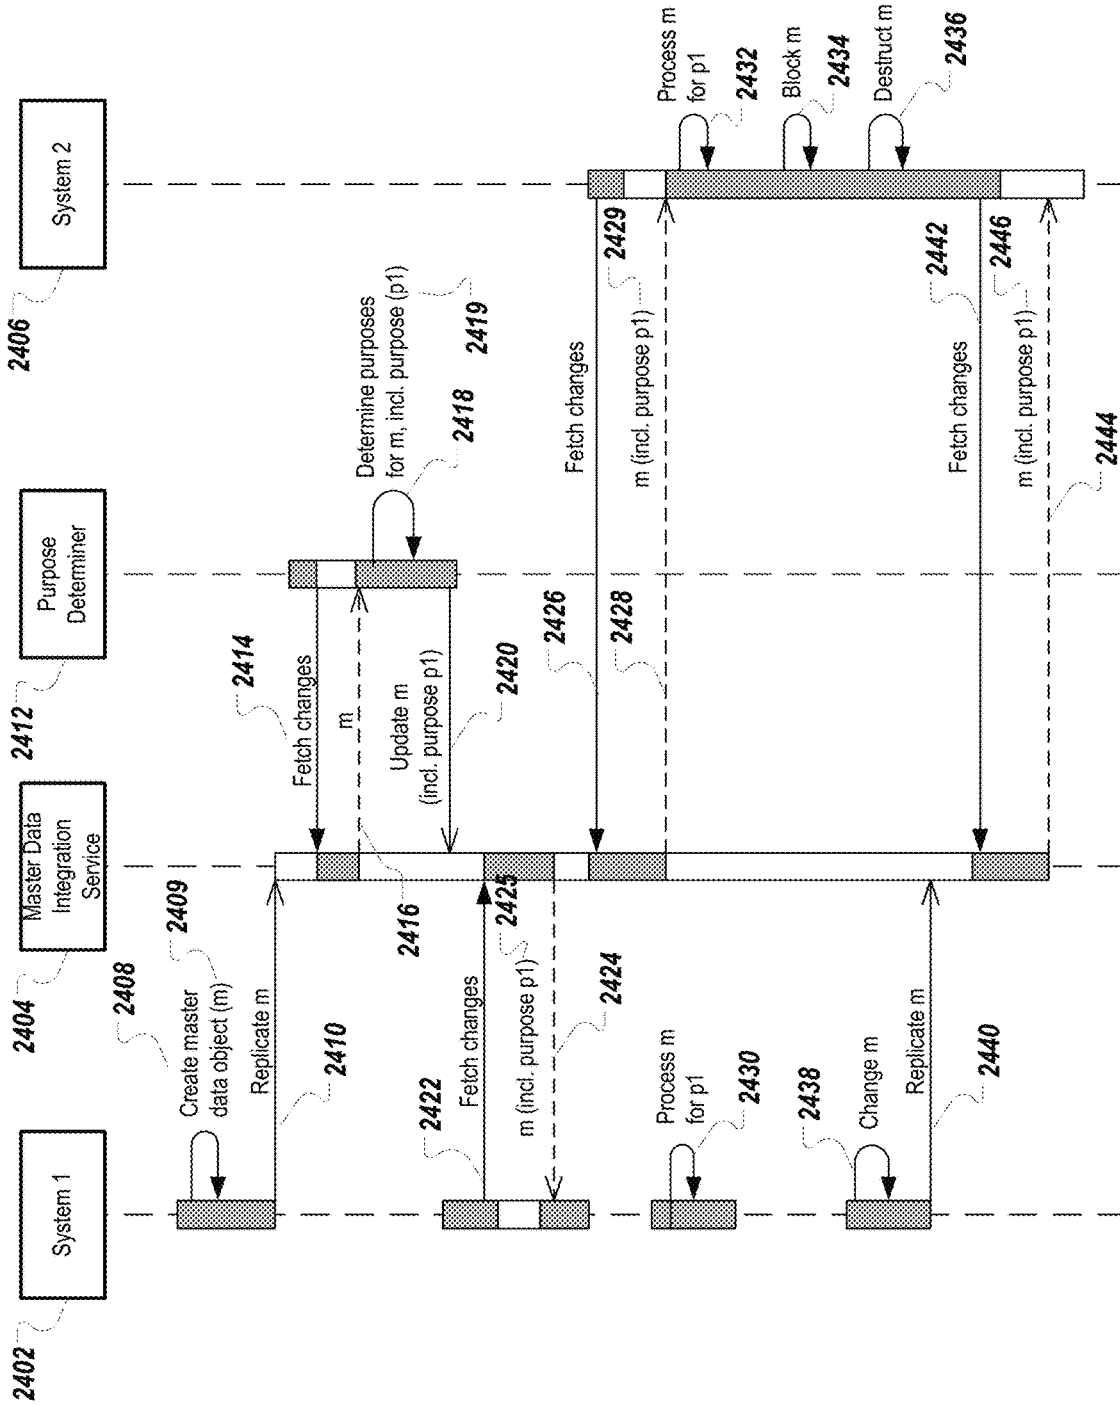 System 1
2402
Master Data
Integration
Service
2404
Purpose
Determiner
2412
System 2
2406
2408
Create master
data object (m)
2409
Replicate m
2410
Fetch changes
2414
m
2416
Determine purposes
for m, incl. purpose (p1)
2418
2419
Update m
(incl. purpose p1)
2420
2422
Fetch changes
m (incl. purpose p1)
2425
2424
Fetch changes
2426
m (incl. purpose p1)
2428
2429
Process m
for p1
2430
Process m
for p1
2432
Block m
2434
Destruct m
2436
2438
Change m
Replicate m
2440
Fetch changes
2442
m (incl. purpose p1)
2446
2444